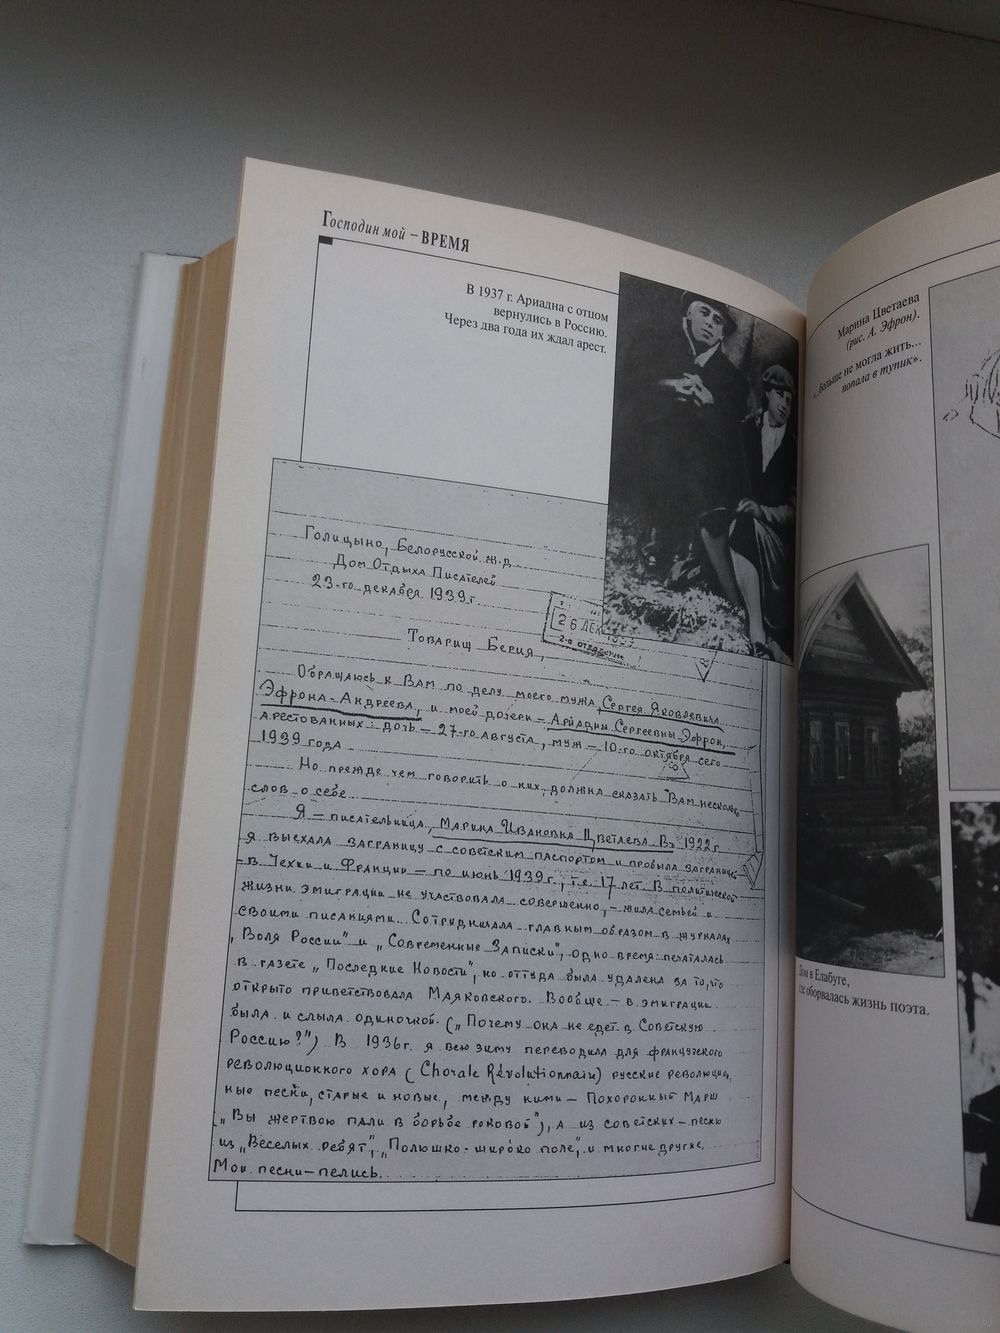 Господин мой – ВРЕМЯ
В 1937 г. Ариадна с отцом
вернулись в Россию.
Через два года их ждал арест.
Голицыно, Белорусской ж.д.
Дом Отдыха Писателей
23-го декабря 1939 г
26 ДЕК 1939
2-е отделение
Товарищ Берия,
Обращаюсь к Вам по делу моего мужа, Сергея Яковлевича
Эфрона-Андреева, и моей дочери – Ариадны Сергеевны Эфрон,
арестованных: дочь – 27-го августа, муж – 10-го октября сего
1939 года.
Но прежде чем говорить о них, должна сказать Вам несколько
слов о себе.
Я – писательница, Марина Ивановна Цветаева. В 1922 г
я выехала заграницу с советским паспортом и пробыла заграницей
– в Чехии и Франции – по июнь 1939 г., т.е. 17 лет. В политической
жизни эмиграции не участвовала совершенно, – жила семьей и
своими писаниями. Сотрудничала главным образом в журналах
„Воля России" и „Современные Записки", одно время печаталась
в газете „Последние Новости", но оттуда была удалена за то, что
открыто приветствовала Маяковского. Вообще – в эмиграции
была и слыла одиночкой. („Почему она не едет в Советскую
Россию?") В 1936 г. я всю зиму переводила для французского
революционного хора (Chorale Révolutionnaire) русские революцион,
ные песни, старые и новые, между ними – Похоронный Марш
(„Вы жертвою пали в борьбе роковой"), а из советских – песню
из „Веселых ребят", „Полюшко – широко поле", и многие другие.
Мои песни – пелись.
Марина Цветаева
(рис. А. Эфрон).
«...Больше не могла жить...
попала в тупик».
Дом в Елабуге,
где оборвалась жизнь поэта.